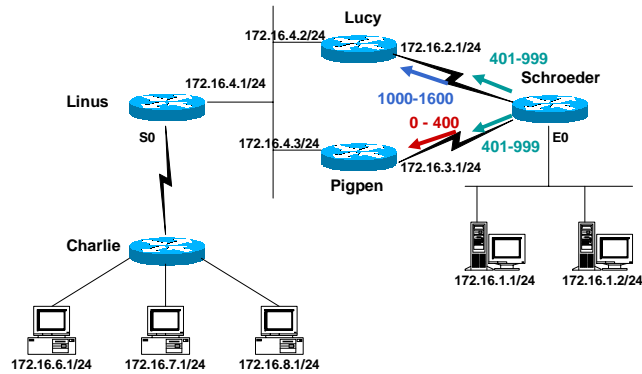 Lucy
172.16.4.2/24
172.16.2.1/24
401-999
Schroeder
172.16.4.1/24
Linus
1000-1600
S0
0 - 400
E0
172.16.4.3/24
401-999
172.16.3.1/24
Pigpen
Charlie
172.16.1.1/24
172.16.1.2/24
172.16.6.1/24
172.16.7.1/24
172.16.8.1/24